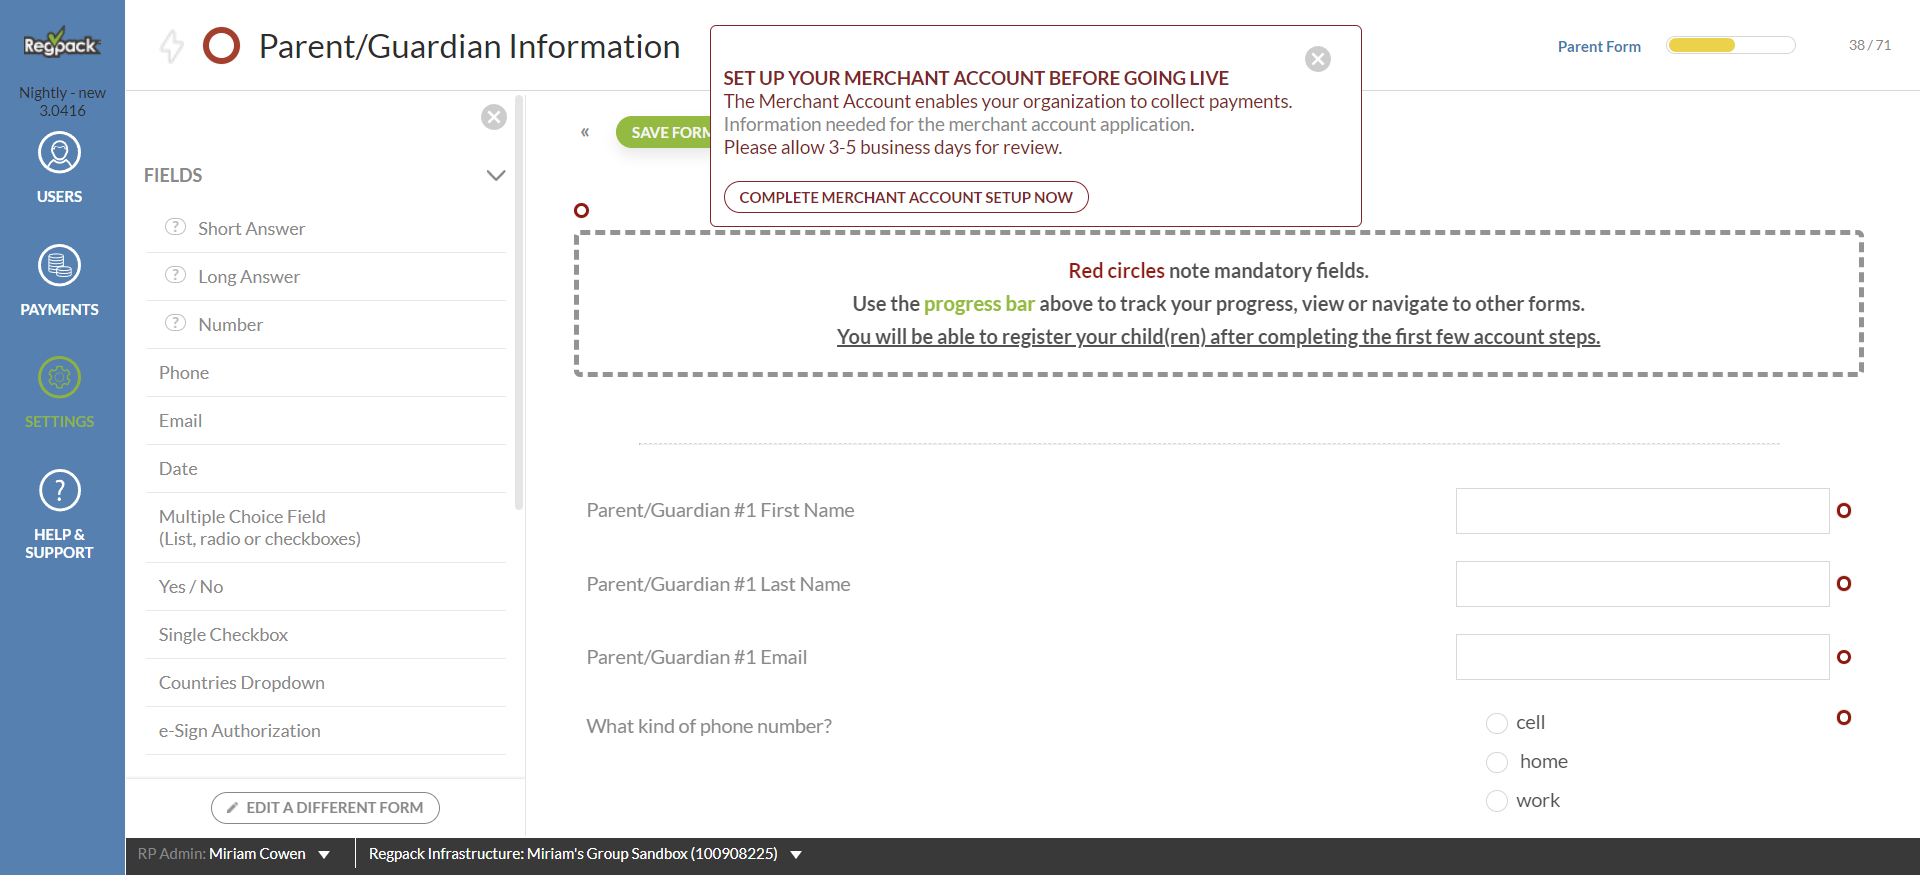 Regpack
Nightly - new
3.0416
USERS
PAYMENTS
SETTINGS
?
HELP &
SUPPORT
Parent/Guardian Information
Parent Form
38 / 71
SET UP YOUR MERCHANT ACCOUNT BEFORE GOING LIVE
The Merchant Account enables your organization to collect payments.
Information needed for the merchant account application.
Please allow 3-5 business days for review.
COMPLETE MERCHANT ACCOUNT SETUP NOW
FIELDS
? Short Answer
? Long Answer
? Number
Phone
Email
Date
Multiple Choice Field
(List, radio or checkboxes)
Yes / No
Single Checkbox
Countries Dropdown
e-Sign Authorization
EDIT A DIFFERENT FORM
«
SAVE FORM
Red circles note mandatory fields.
Use the progress bar above to track your progress, view or navigate to other forms.
You will be able to register your child(ren) after completing the first few account steps.
Parent/Guardian #1 First Name
Parent/Guardian #1 Last Name
Parent/Guardian #1 Email
What kind of phone number?
cell
home
work
RP Admin: Miriam Cowen
Regpack Infrastructure: Miriam's Group Sandbox (100908225)